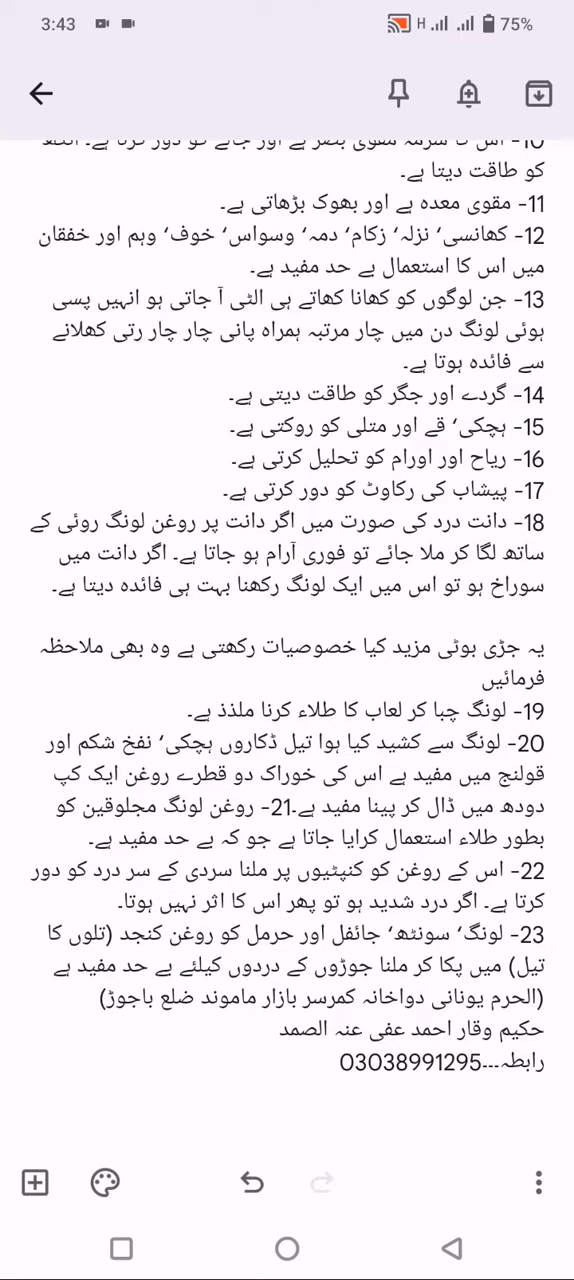 3:43
H
75%
10- اس کا سرمہ مقوی بصر ہے اور جالے کو دور کرتا ہے۔ آنکھ
کو طاقت دیتا ہے۔
11- مقوی معدہ ہے اور بھوک بڑھاتی ہے۔
12- کھانسی٬ نزلہ٬ زکام٬ دمہ٬ وسواس٬ خوف٬ وہم اور خفقان
میں اس کا استعمال بے حد مفید ہے۔
13- جن لوگوں کو کھانا کھاتے ہی الٹی آ جاتی ہو انہیں پسی
ہوئی لونگ دن میں چار مرتبہ ہمراہ پانی چار چار رتی کھلانے
سے فائدہ ہوتا ہے۔
14- گردے اور جگر کو طاقت دیتی ہے۔
15- ہچکی٬ قے اور متلی کو روکتی ہے۔
16- ریاح اور اورام کو تحلیل کرتی ہے۔
17- پیشاب کی رکاوٹ کو دور کرتی ہے۔
18- دانت درد کی صورت میں اگر دانت پر روغن لونگ روئی کے
ساتھ لگا کر ملا جائے تو فوری آرام ہو جاتا ہے۔ اگر دانت میں
سوراخ ہو تو اس میں ایک لونگ رکھنا بہت ہی فائدہ دیتا ہے۔
یہ جڑی بوٹی مزید کیا خصوصیات رکھتی ہے وہ بھی ملاحظہ
فرمائیں
19- لونگ چبا کر لعاب کا طلاء کرنا ملذذ ہے۔
20- لونگ سے کشید کیا ہوا تیل ڈکاروں ہچکی٬ نفخ شکم اور
قولنج میں مفید ہے اس کی خوراک دو قطرے روغن ایک کپ
دودھ میں ڈال کر پینا مفید ہے۔21- روغن لونگ مجلوقین کو
بطور طلاء استعمال کرایا جاتا ہے جو کہ بے حد مفید ہے۔
22- اس کے روغن کو کنپٹیوں پر ملنا سردی کے سر درد کو دور
کرتا ہے۔ اگر درد شدید ہو تو پھر اس کا اثر نہیں ہوتا۔
23- لونگ٬ سونٹھ٬ جائفل اور حرمل کو روغن کنجد (تلوں کا
تیل) میں پکا کر ملنا جوڑوں کے دردوں کیلئے بے حد مفید ہے
(الحرم یونانی دواخانہ کمرسر بازار ماموند ضلع باجوڑ)
حکیم وقار احمد عفی عنہ الصمد
رابطہ۔۔۔03038991295